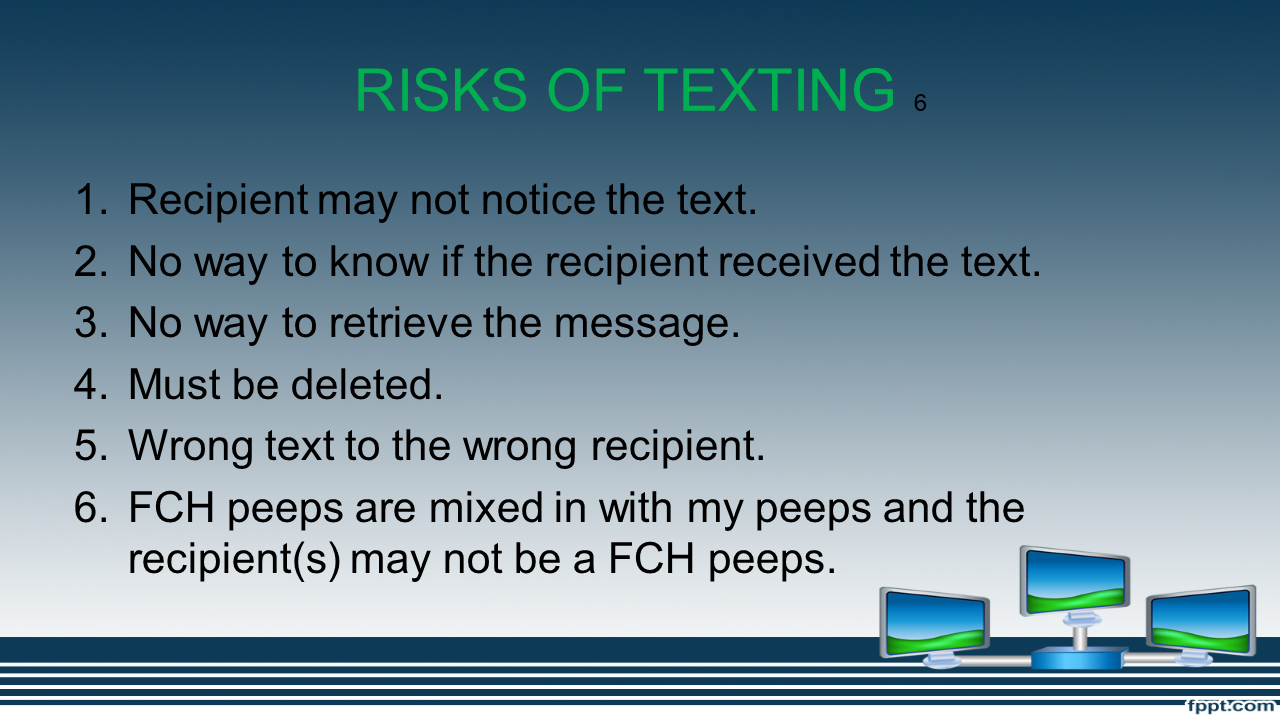 RISKS OF TEXTING 6
1. Recipient may not notice the text.
2. No way to know if the recipient received the text.
3. No way to retrieve the message.
4. Must be deleted.
5. Wrong text to the wrong recipient.
6. FCH peeps are mixed in with my peeps and the
recipient(s) may not be a FCH peeps.
fppt.com